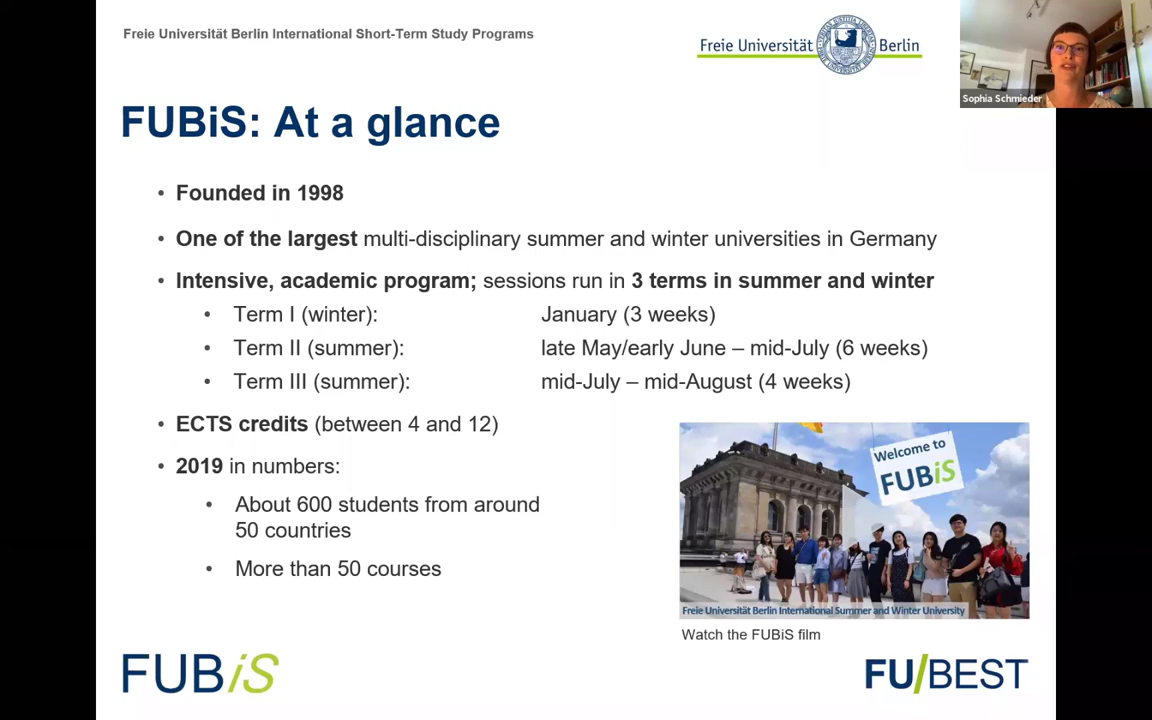 Freie Universität Berlin International Short-Term Study Programs
Freie Universität Berlin
Sophia Schmieder
FUBiS: At a glance
• Founded in 1998
• One of the largest multi-disciplinary summer and winter universities in Germany
• Intensive, academic program; sessions run in 3 terms in summer and winter
• Term I (winter): January (3 weeks)
• Term II (summer): late May/early June – mid-July (6 weeks)
• Term III (summer): mid-July – mid-August (4 weeks)
• ECTS credits (between 4 and 12)
• 2019 in numbers:
• About 600 students from around
50 countries
• More than 50 courses
Welcome to
FUBiS
Freie Universität Berlin International Summer and Winter University
Watch the FUBiS film
FUBiS
FU/BEST